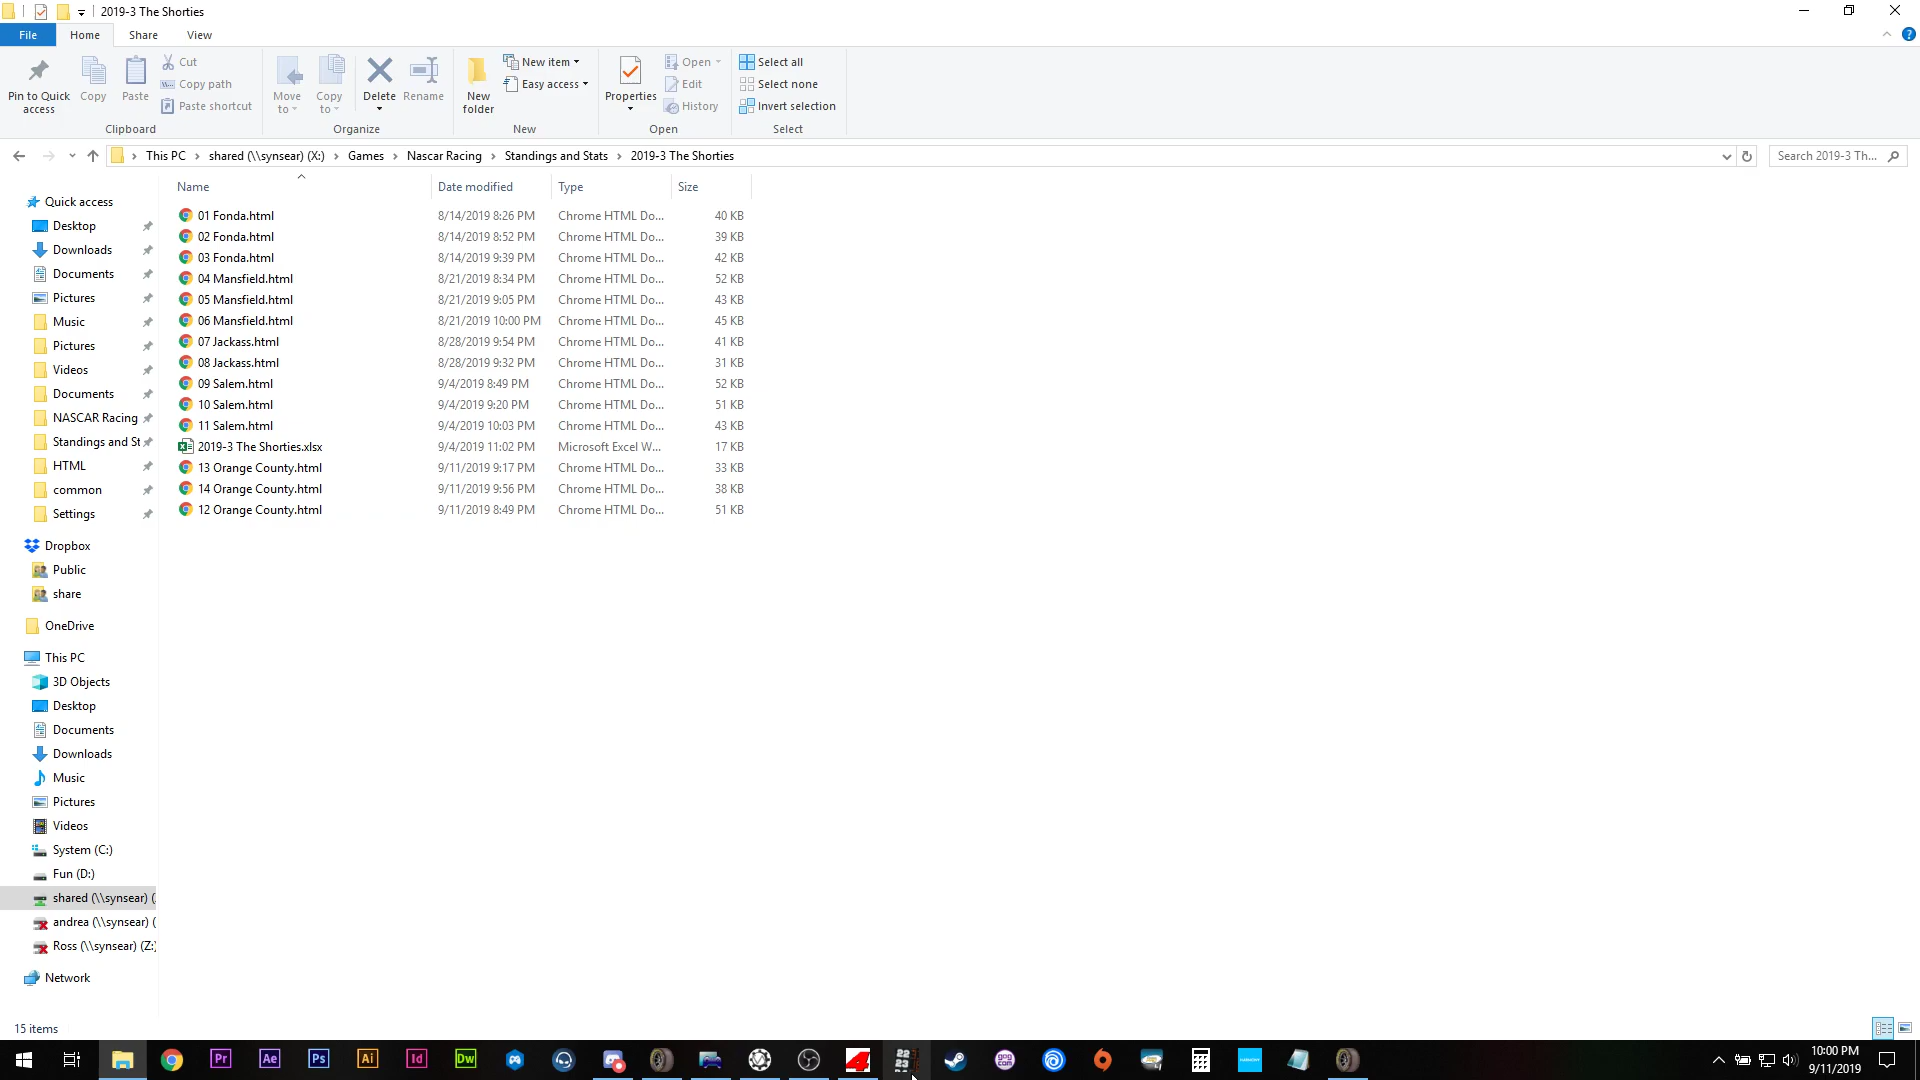 2019-3 The Shorties
File Home Share View
Pin to Quick access
Copy
Paste
Cut
Copy path
Paste shortcut
Clipboard
Move to
Copy to
Delete
Rename
Organize
New folder
New item
Easy access
New
Properties
Open
Edit
History
Open
Select all
Select none
Invert selection
Select
This PC › shared (\\synsear) (X:) › Games › Nascar Racing › Standings and Stats › 2019-3 The Shorties
Search 2019-3 Th...
Name Date modified Type Size
01 Fonda.html 8/14/2019 8:26 PM Chrome HTML Do... 40 KB
02 Fonda.html 8/14/2019 8:52 PM Chrome HTML Do... 39 KB
03 Fonda.html 8/14/2019 9:39 PM Chrome HTML Do... 42 KB
04 Mansfield.html 8/21/2019 8:34 PM Chrome HTML Do... 52 KB
05 Mansfield.html 8/21/2019 9:05 PM Chrome HTML Do... 43 KB
06 Mansfield.html 8/21/2019 10:00 PM Chrome HTML Do... 45 KB
07 Jackass.html 8/28/2019 9:54 PM Chrome HTML Do... 41 KB
08 Jackass.html 8/28/2019 9:32 PM Chrome HTML Do... 31 KB
09 Salem.html 9/4/2019 8:49 PM Chrome HTML Do... 52 KB
10 Salem.html 9/4/2019 9:20 PM Chrome HTML Do... 51 KB
11 Salem.html 9/4/2019 10:03 PM Chrome HTML Do... 43 KB
2019-3 The Shorties.xlsx 9/4/2019 11:02 PM Microsoft Excel W... 17 KB
13 Orange County.html 9/11/2019 9:17 PM Chrome HTML Do... 33 KB
14 Orange County.html 9/11/2019 9:56 PM Chrome HTML Do... 38 KB
12 Orange County.html 9/11/2019 8:49 PM Chrome HTML Do... 51 KB
Quick access
Desktop
Downloads
Documents
Pictures
Music
Pictures
Videos
Documents
NASCAR Racing
Standings and St
HTML
common
Settings
Dropbox
Public
share
OneDrive
This PC
3D Objects
Desktop
Documents
Downloads
Music
Pictures
Videos
System (C:)
Fun (D:)
shared (\\synsear) (
andrea (\\synsear) (
Ross (\\synsear) (Z:)
Network
15 items
Pr Ae Ps Ai Id Dw
22
23
gog
com
10:00 PM
9/11/2019